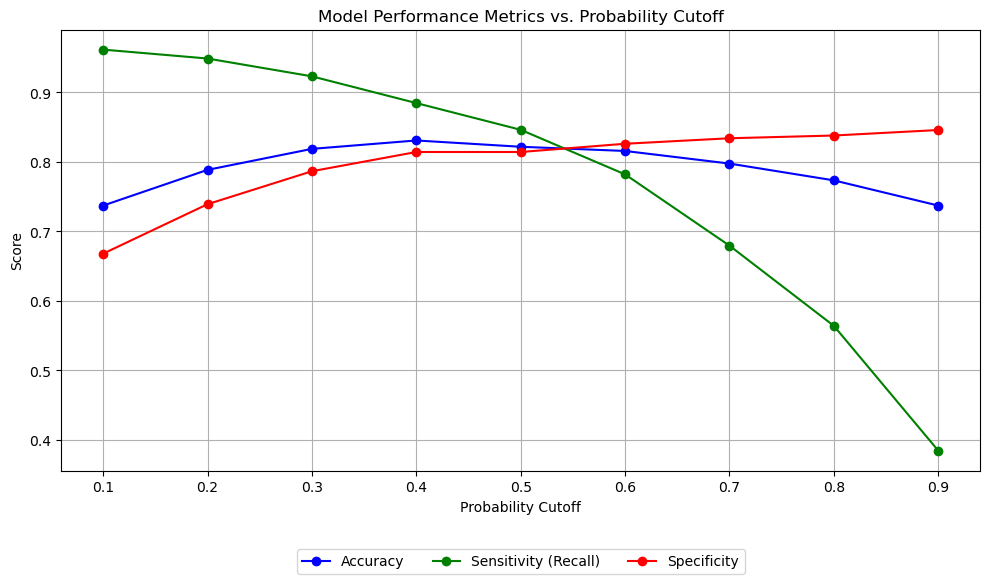 Model Performance Metrics vs. Probability Cutoff
0.9
0.8
0.7
0.6
0.5
0.4
Score
0.1 0.2 0.3 0.4 0.5 0.6 0.7 0.8 0.9
Probability Cutoff
Accuracy Sensitivity (Recall) Specificity